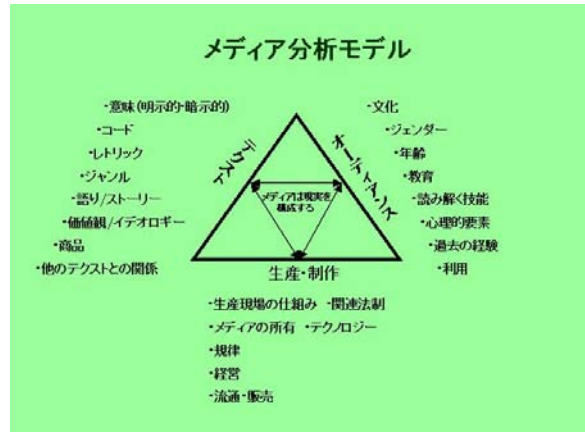 メディア分析モデル
・意味(明示的・暗示的)
・コード
・レトリック
・ジャンル
・語り/ストーリー
・価値観/イデオロギー
・商品
・他のテクストとの関係
テクスト
オーディアンス
メディアは現実を
構成する
生産・制作
・文化
・ジェンダー
・年齢
・教育
・読み解く技能
・心理的要素
・過去の経験
・利用
・生産現場の仕組み ・関連法制
・メディアの所有 ・テクノロジー
・規律
・経営
・流通・販売